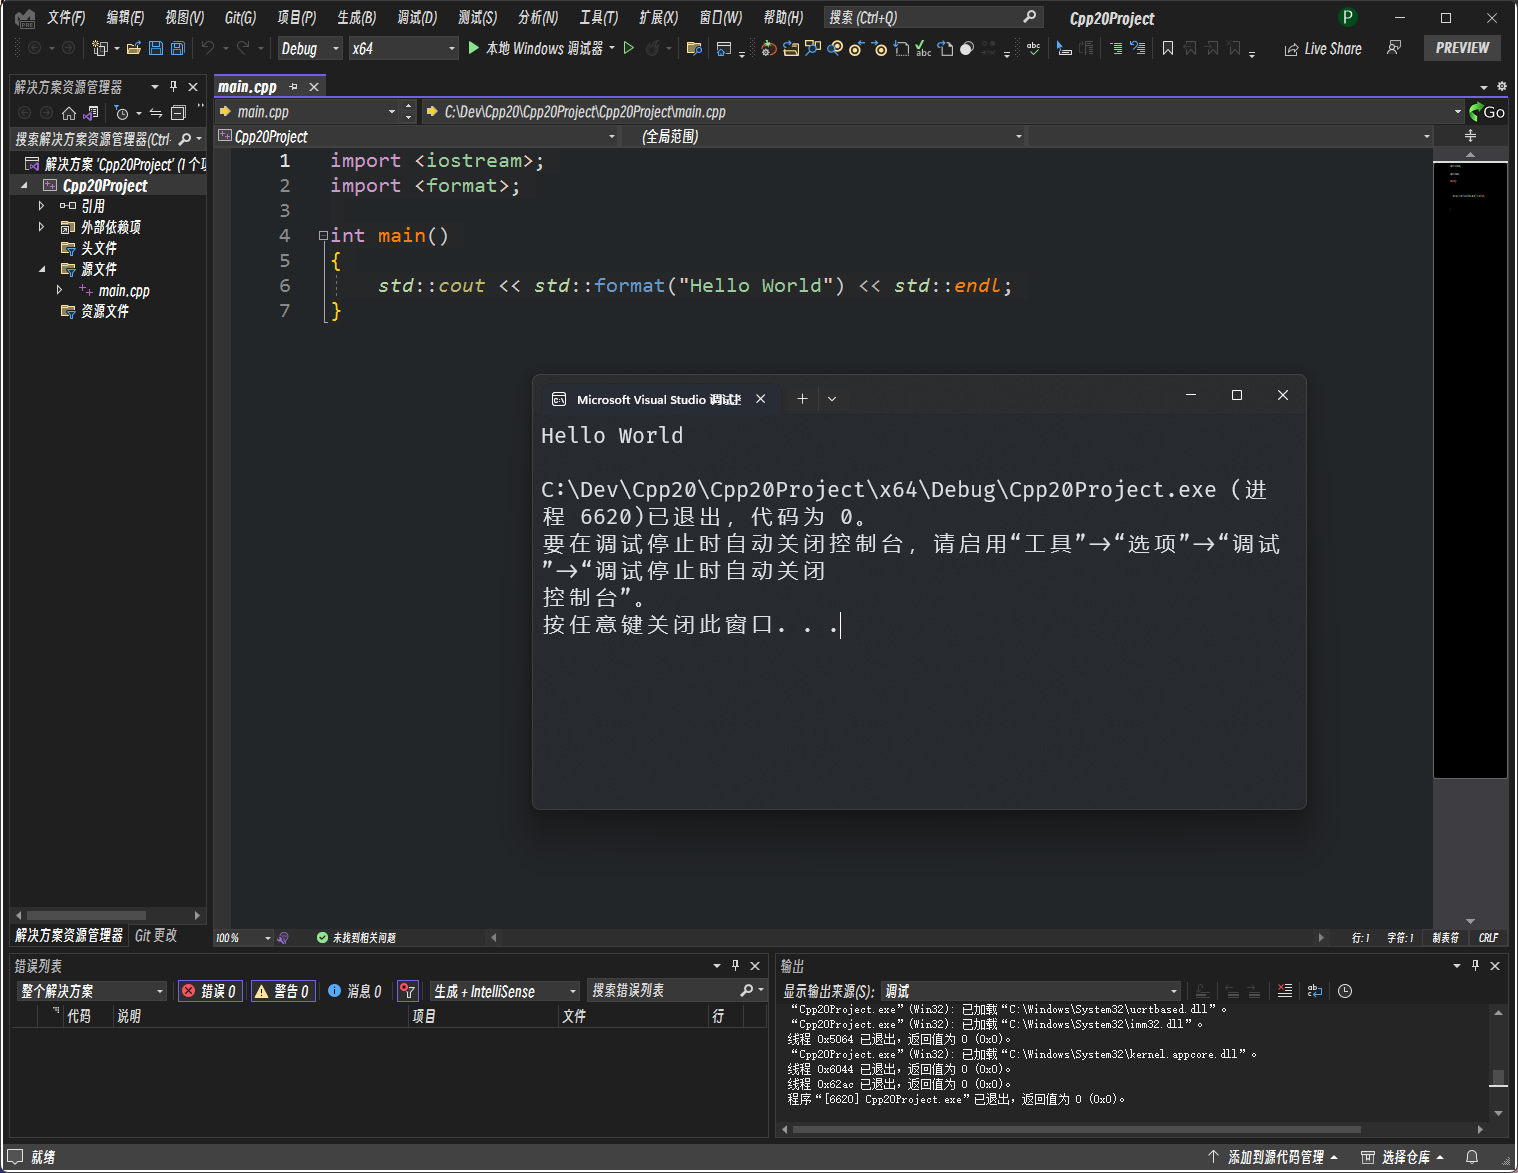 文件(F) 编辑(E) 视图(V) Git(G) 项目(P) 生成(B) 调试(D) 测试(S) 分析(N) 工具(T) 扩展(X) 窗口(W) 帮助(H) 搜索 (Ctrl+Q) Cpp20Project P
Debug x64 本地 Windows 调试器 Live Share PREVIEW
解决方案资源管理器
搜索解决方案资源管理器(Ctrl-
解决方案 'Cpp20Project' (1 个项
Cpp20Project
引用
外部依赖项
头文件
源文件
main.cpp
资源文件
解决方案资源管理器 Git 更改
main.cpp
main.cpp C:\Dev\Cpp20\Cpp20Project\Cpp20Project\main.cpp Go
Cpp20Project (全局范围)
1 import <iostream>;
2 import <format>;
3
4 int main()
5 {
6 std::cout << std::format("Hello World") << std::endl;
7 }
Microsoft Visual Studio 调试
Hello World
C:\Dev\Cpp20\Cpp20Project\x64\Debug\Cpp20Project.exe (进
程 6620)已退出，代码为 0。
要在调试停止时自动关闭控制台，请启用“工具”->“选项”->“调试
”->“调试停止时自动关闭
控制台”。
按任意键关闭此窗口. . .
100 % 未找到相关问题 行: 1 字符: 1 制表符 CRLF
错误列表
整个解决方案 错误 0 警告 0 消息 0 生成 + IntelliSense 搜索错误列表
代码 说明 项目 文件 行
输出
显示输出来源(S): 调试
“Cpp20Project.exe”(Win32): 已加载“C:\Windows\System32\ucrtbased.dll”。
“Cpp20Project.exe”(Win32): 已加载“C:\Windows\System32\imm32.dll”。
线程 0x5064 已退出，返回值为 0 (0x0)。
“Cpp20Project.exe”(Win32): 已加载“C:\Windows\System32\kernel.appcore.dll”。
线程 0x6044 已退出，返回值为 0 (0x0)。
线程 0x62ac 已退出，返回值为 0 (0x0)。
程序“[6620] Cpp20Project.exe”已退出，返回值为 0 (0x0)。
就绪 添加到源代码管理 选择仓库